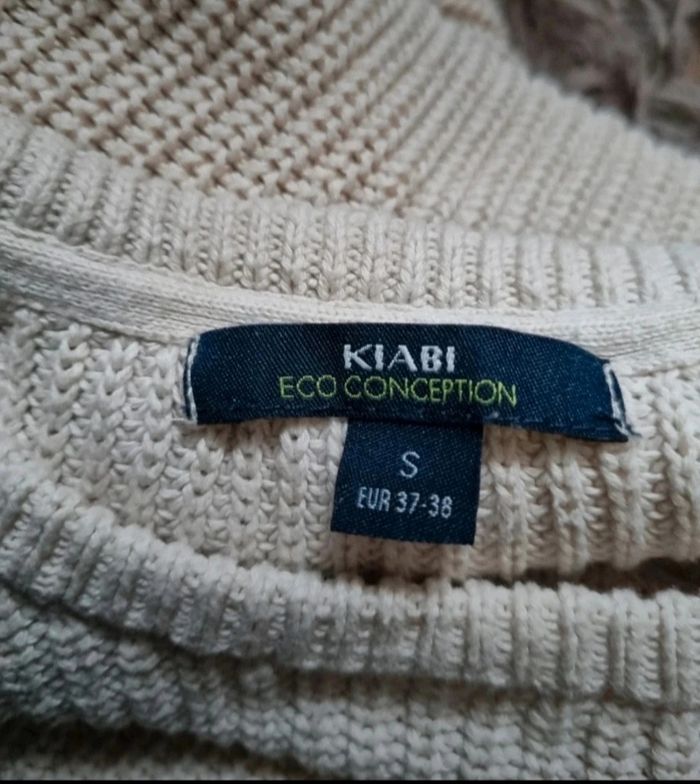 KIABI
ECO CONCEPTION
S
EUR 37-38